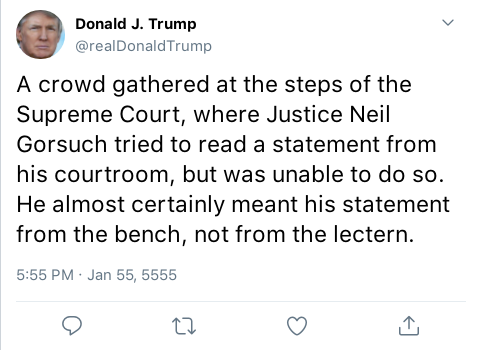 Donald J. Trump
@realDonaldTrump
A crowd gathered at the steps of the
Supreme Court, where Justice Neil
Gorsuch tried to read a statement from
his courtroom, but was unable to do so.
He almost certainly meant his statement
from the bench, not from the lectern.
5:55 PM · Jan 55, 5555